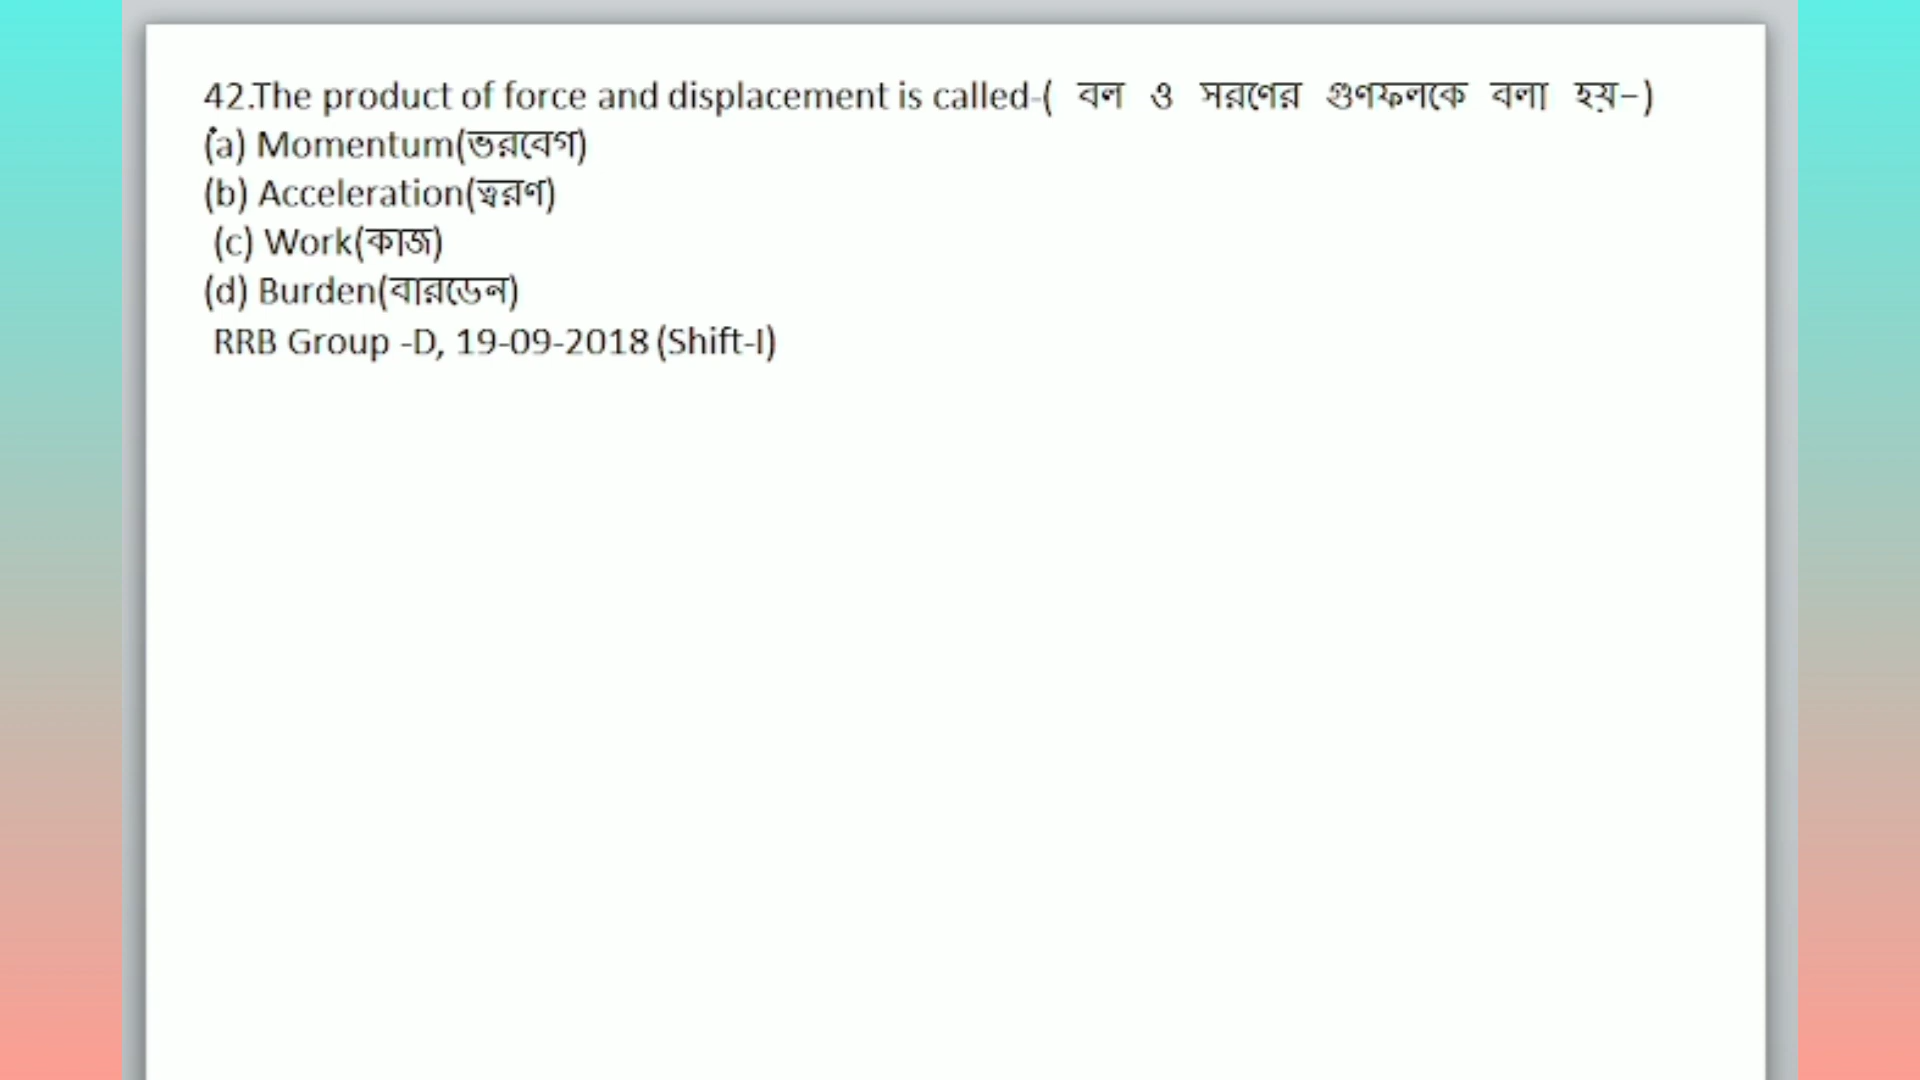 42.The product of force and displacement is called-( বল ও সরণের গুণফলকে বলা হয়-)
(a) Momentum(ভরবেগ)
(b) Acceleration(ত্বরণ)
(c) Work(কাজ)
(d) Burden(বারডেন)
RRB Group -D, 19-09-2018 (Shift-I)